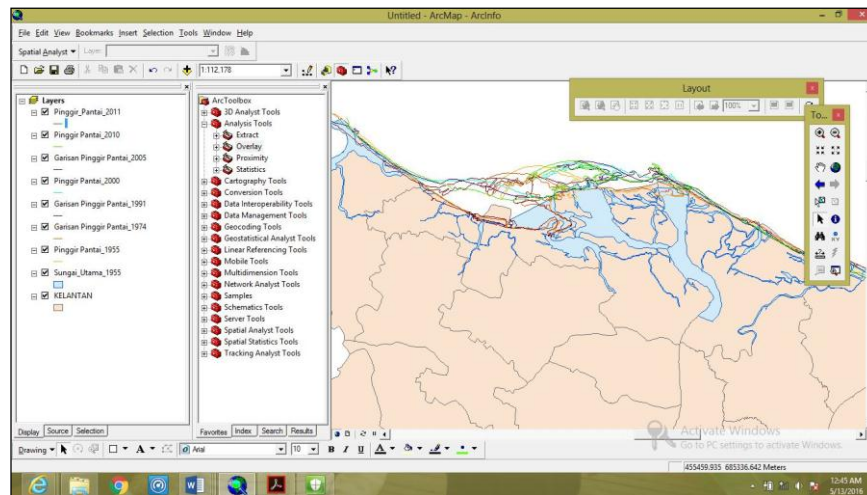 Untitled - ArcMap - ArcInfo
File Edit View Bookmarks Insert Selection Tools Window Help
Spatial Analyst Layer:
1:112,178
Layers
Pinggir_Pantai_2011
Pinggir Pantai_2010
Garisan Pinggir Pantai_2005
Pinggir Pantai_2000
Garisan Pinggir Pantai_1991
Garisan Pinggir Pantai_1974
Pinggir Pantai_1955
Sungai_Utama_1955
KELANTAN
Display Source Selection
ArcToolbox
3D Analyst Tools
Analysis Tools
Extract
Overlay
Proximity
Statistics
Cartography Tools
Conversion Tools
Data Interoperability Tools
Data Management Tools
Geocoding Tools
Geostatistical Analyst Tools
Linear Referencing Tools
Mobile Tools
Multidimension Tools
Network Analyst Tools
Samples
Schematics Tools
Server Tools
Spatial Analyst Tools
Spatial Statistics Tools
Tracking Analyst Tools
Favorites Index Search Results
Layout
100%
To...
Activate Windows
Go to PC settings to activate Windows.
Drawing A Arial 10 B I U A
455459.935 685336.642 Meters
12:45 AM
5/13/2016